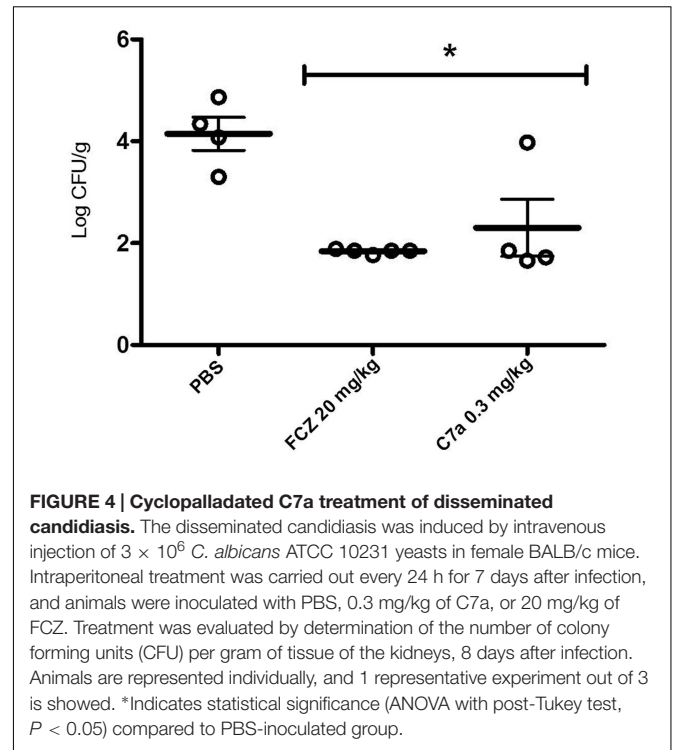 6
*
4
Log CFU/g
2
0
PBS
FCZ 20 mg/kg
C7a 0.3 mg/kg
FIGURE 4 | Cyclopalladated C7a treatment of disseminated
candidiasis. The disseminated candidiasis was induced by intravenous
injection of 3 × 10⁶ C. albicans ATCC 10231 yeasts in female BALB/c mice.
Intraperitoneal treatment was carried out every 24 h for 7 days after infection,
and animals were inoculated with PBS, 0.3 mg/kg of C7a, or 20 mg/kg of
FCZ. Treatment was evaluated by determination of the number of colony
forming units (CFU) per gram of tissue of the kidneys, 8 days after infection.
Animals are represented individually, and 1 representative experiment out of 3
is showed. *Indicates statistical significance (ANOVA with post-Tukey test,
P < 0.05) compared to PBS-inoculated group.